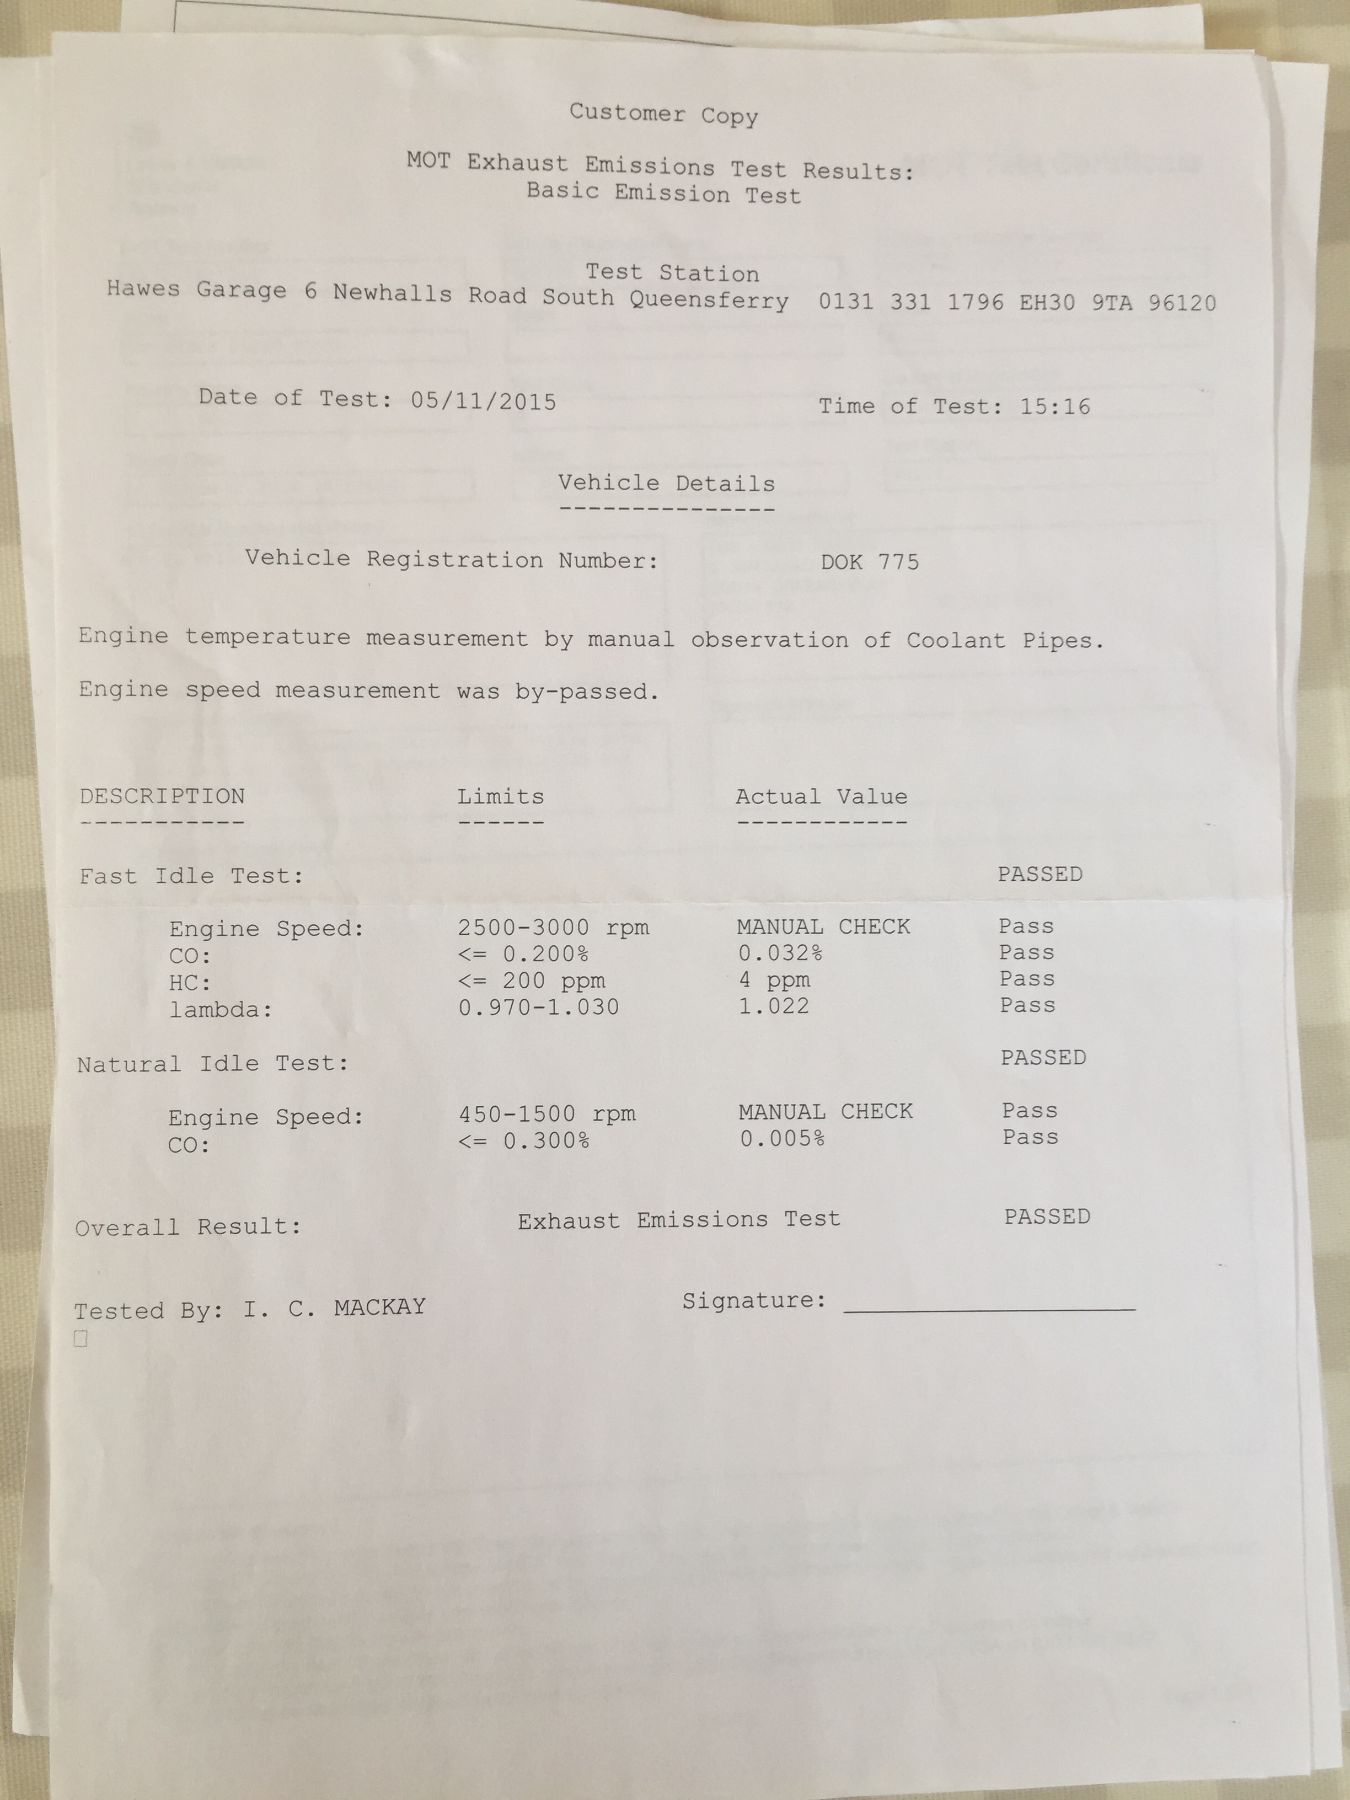 Customer Copy
MOT Exhaust Emissions Test Results:
Basic Emission Test
Test Station
Hawes Garage 6 Newhalls Road South Queensferry 0131 331 1796 EH30 9TA 96120
Date of Test: 05/11/2015 Time of Test: 15:16
Vehicle Details
---------------
Vehicle Registration Number: DOK 775
Engine temperature measurement by manual observation of Coolant Pipes.
Engine speed measurement was by-passed.
DESCRIPTION Limits Actual Value
----------- ------ ------------
Fast Idle Test: PASSED
Engine Speed: 2500-3000 rpm MANUAL CHECK Pass
CO: <= 0.200% 0.032% Pass
HC: <= 200 ppm 4 ppm Pass
lambda: 0.970-1.030 1.022 Pass
Natural Idle Test: PASSED
Engine Speed: 450-1500 rpm MANUAL CHECK Pass
CO: <= 0.300% 0.005% Pass
Overall Result: Exhaust Emissions Test PASSED
Tested By: I. C. MACKAY Signature: ____________________